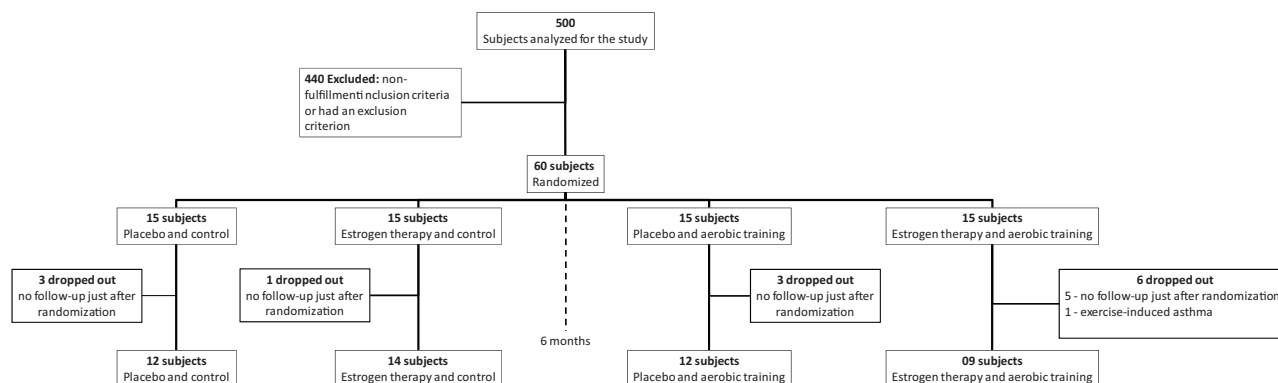 500
Subjects analyzed for the study
440 Excluded: non-
fulfillmentinclusion criteria
or had an exclusion
criterion
60 subjects
Randomized
15 subjects
Placebo and control
15 subjects
Estrogen therapy and control
15 subjects
Placebo and aerobic training
15 subjects
Estrogen therapy and aerobic training
3 dropped out
no follow-up just after
randomization
1 dropped out
no follow-up just after
randomization
3 dropped out
no follow-up just after
randomization
6 dropped out
5 - no follow-up just after randomization
1 - exercise-induced asthma
6 months
12 subjects
Placebo and control
14 subjects
Estrogen therapy and control
12 subjects
Placebo and aerobic training
09 subjects
Estrogen therapy and aerobic training